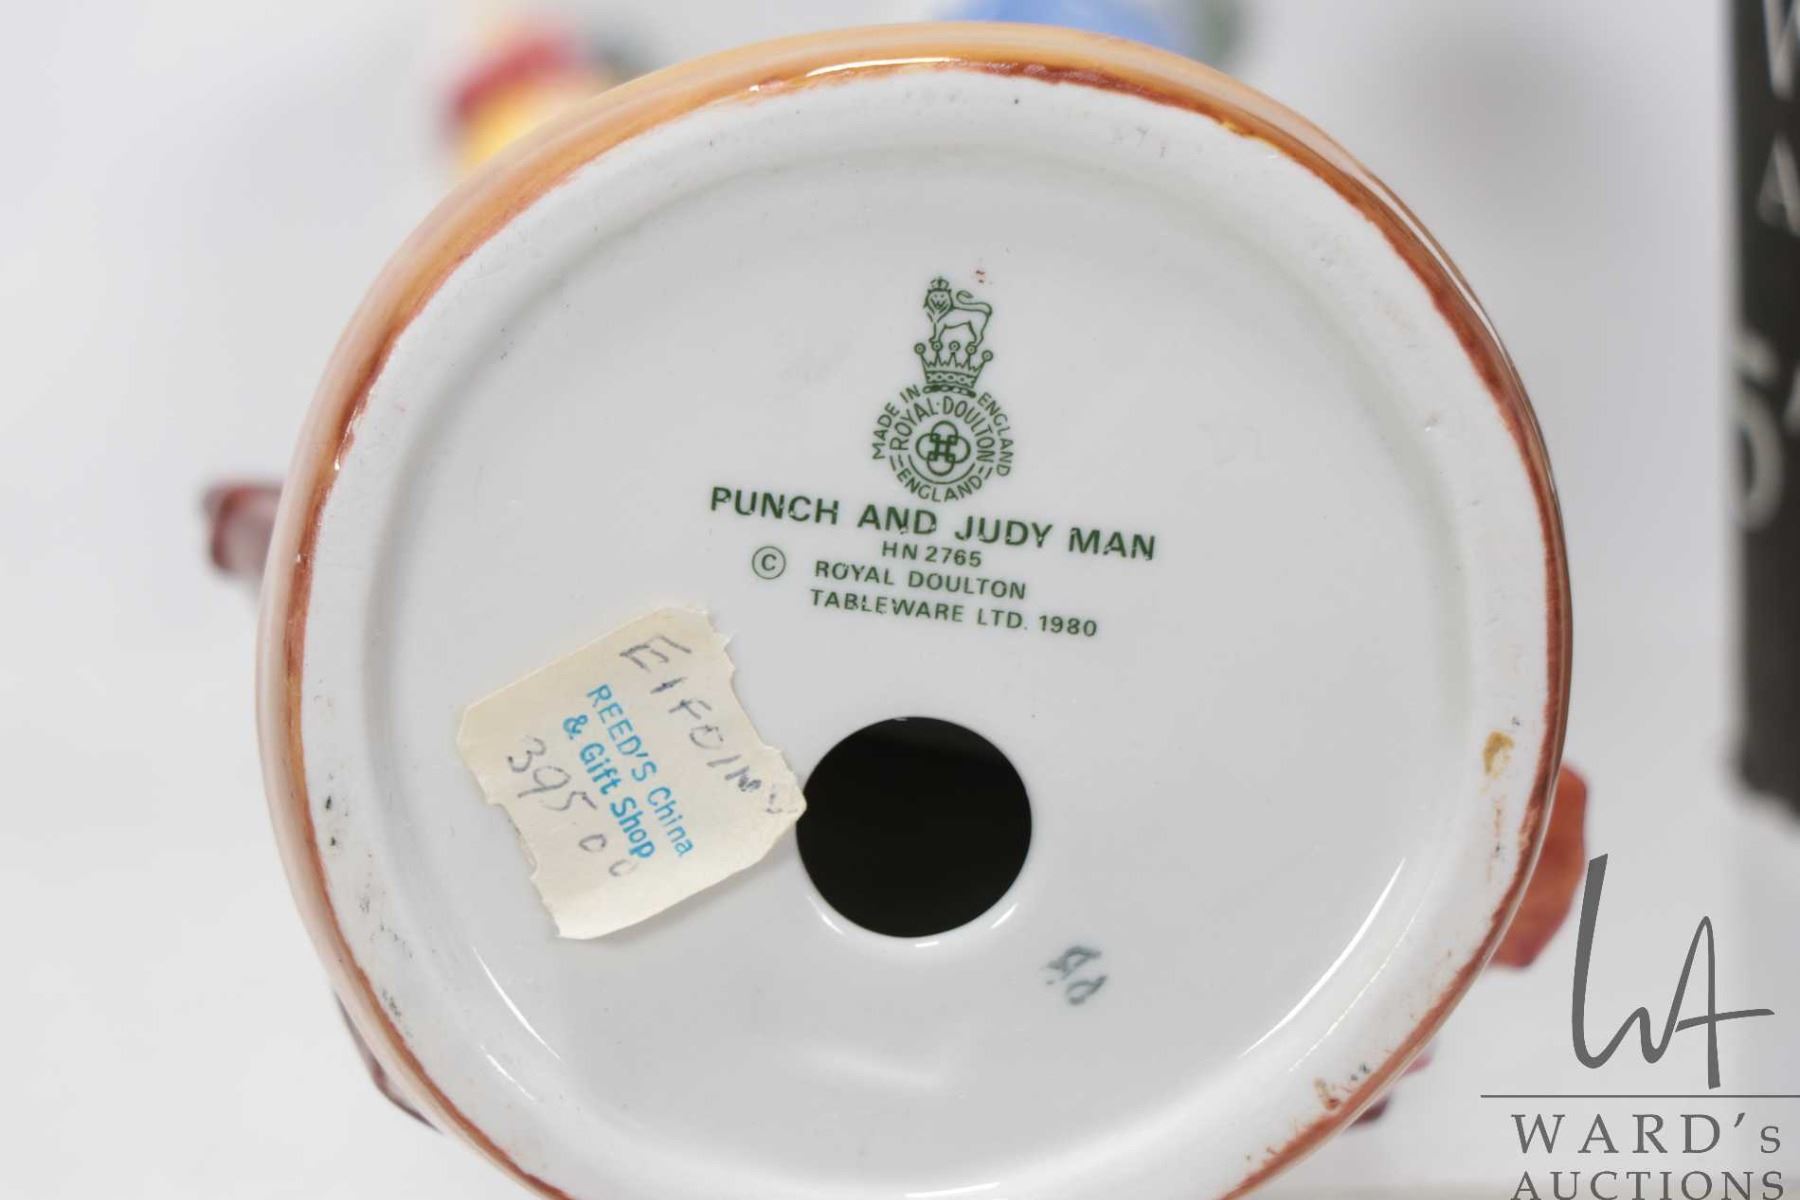 MADE IN ENGLAND
ROYAL·DOULTON
ENGLAND
PUNCH AND JUDY MAN
HN 2765
© ROYAL DOULTON
TABLEWARE LTD. 1980
REED'S China
& Gift Shop
395.00
WA
WARD's
AUCTIONS